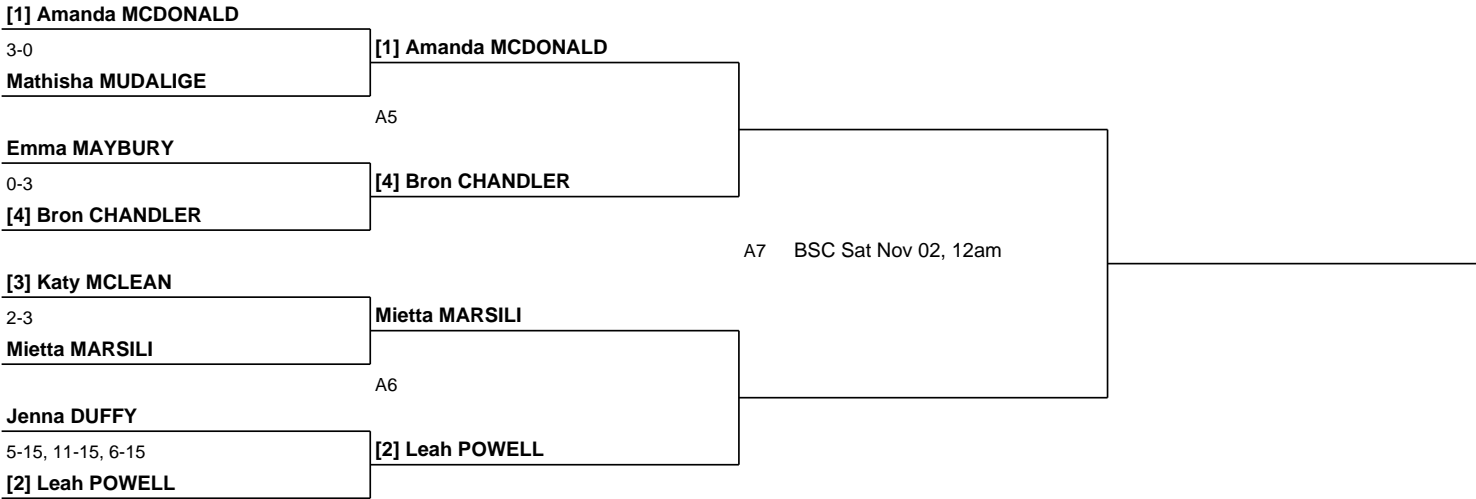 [1] Amanda MCDONALD
3-0
[1] Amanda MCDONALD
Mathisha MUDALIGE
A5
Emma MAYBURY
0-3
[4] Bron CHANDLER
[4] Bron CHANDLER
A7 BSC Sat Nov 02, 12am
[3] Katy MCLEAN
2-3
Mietta MARSILI
Mietta MARSILI
A6
Jenna DUFFY
5-15, 11-15, 6-15
[2] Leah POWELL
[2] Leah POWELL